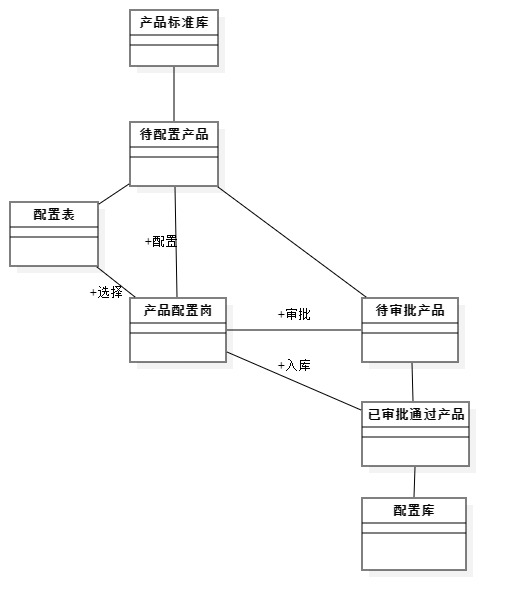 产品标准库
待配置产品
配置表
+配置
+选择
产品配置岗
+审批
待审批产品
+入库
已审批通过产品
配置库